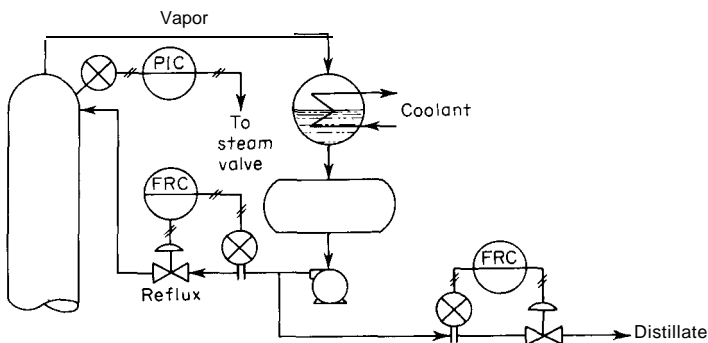 Vapor
PIC
Coolant
To
steam
valve
FRC
FRC
Reflux
Distillate